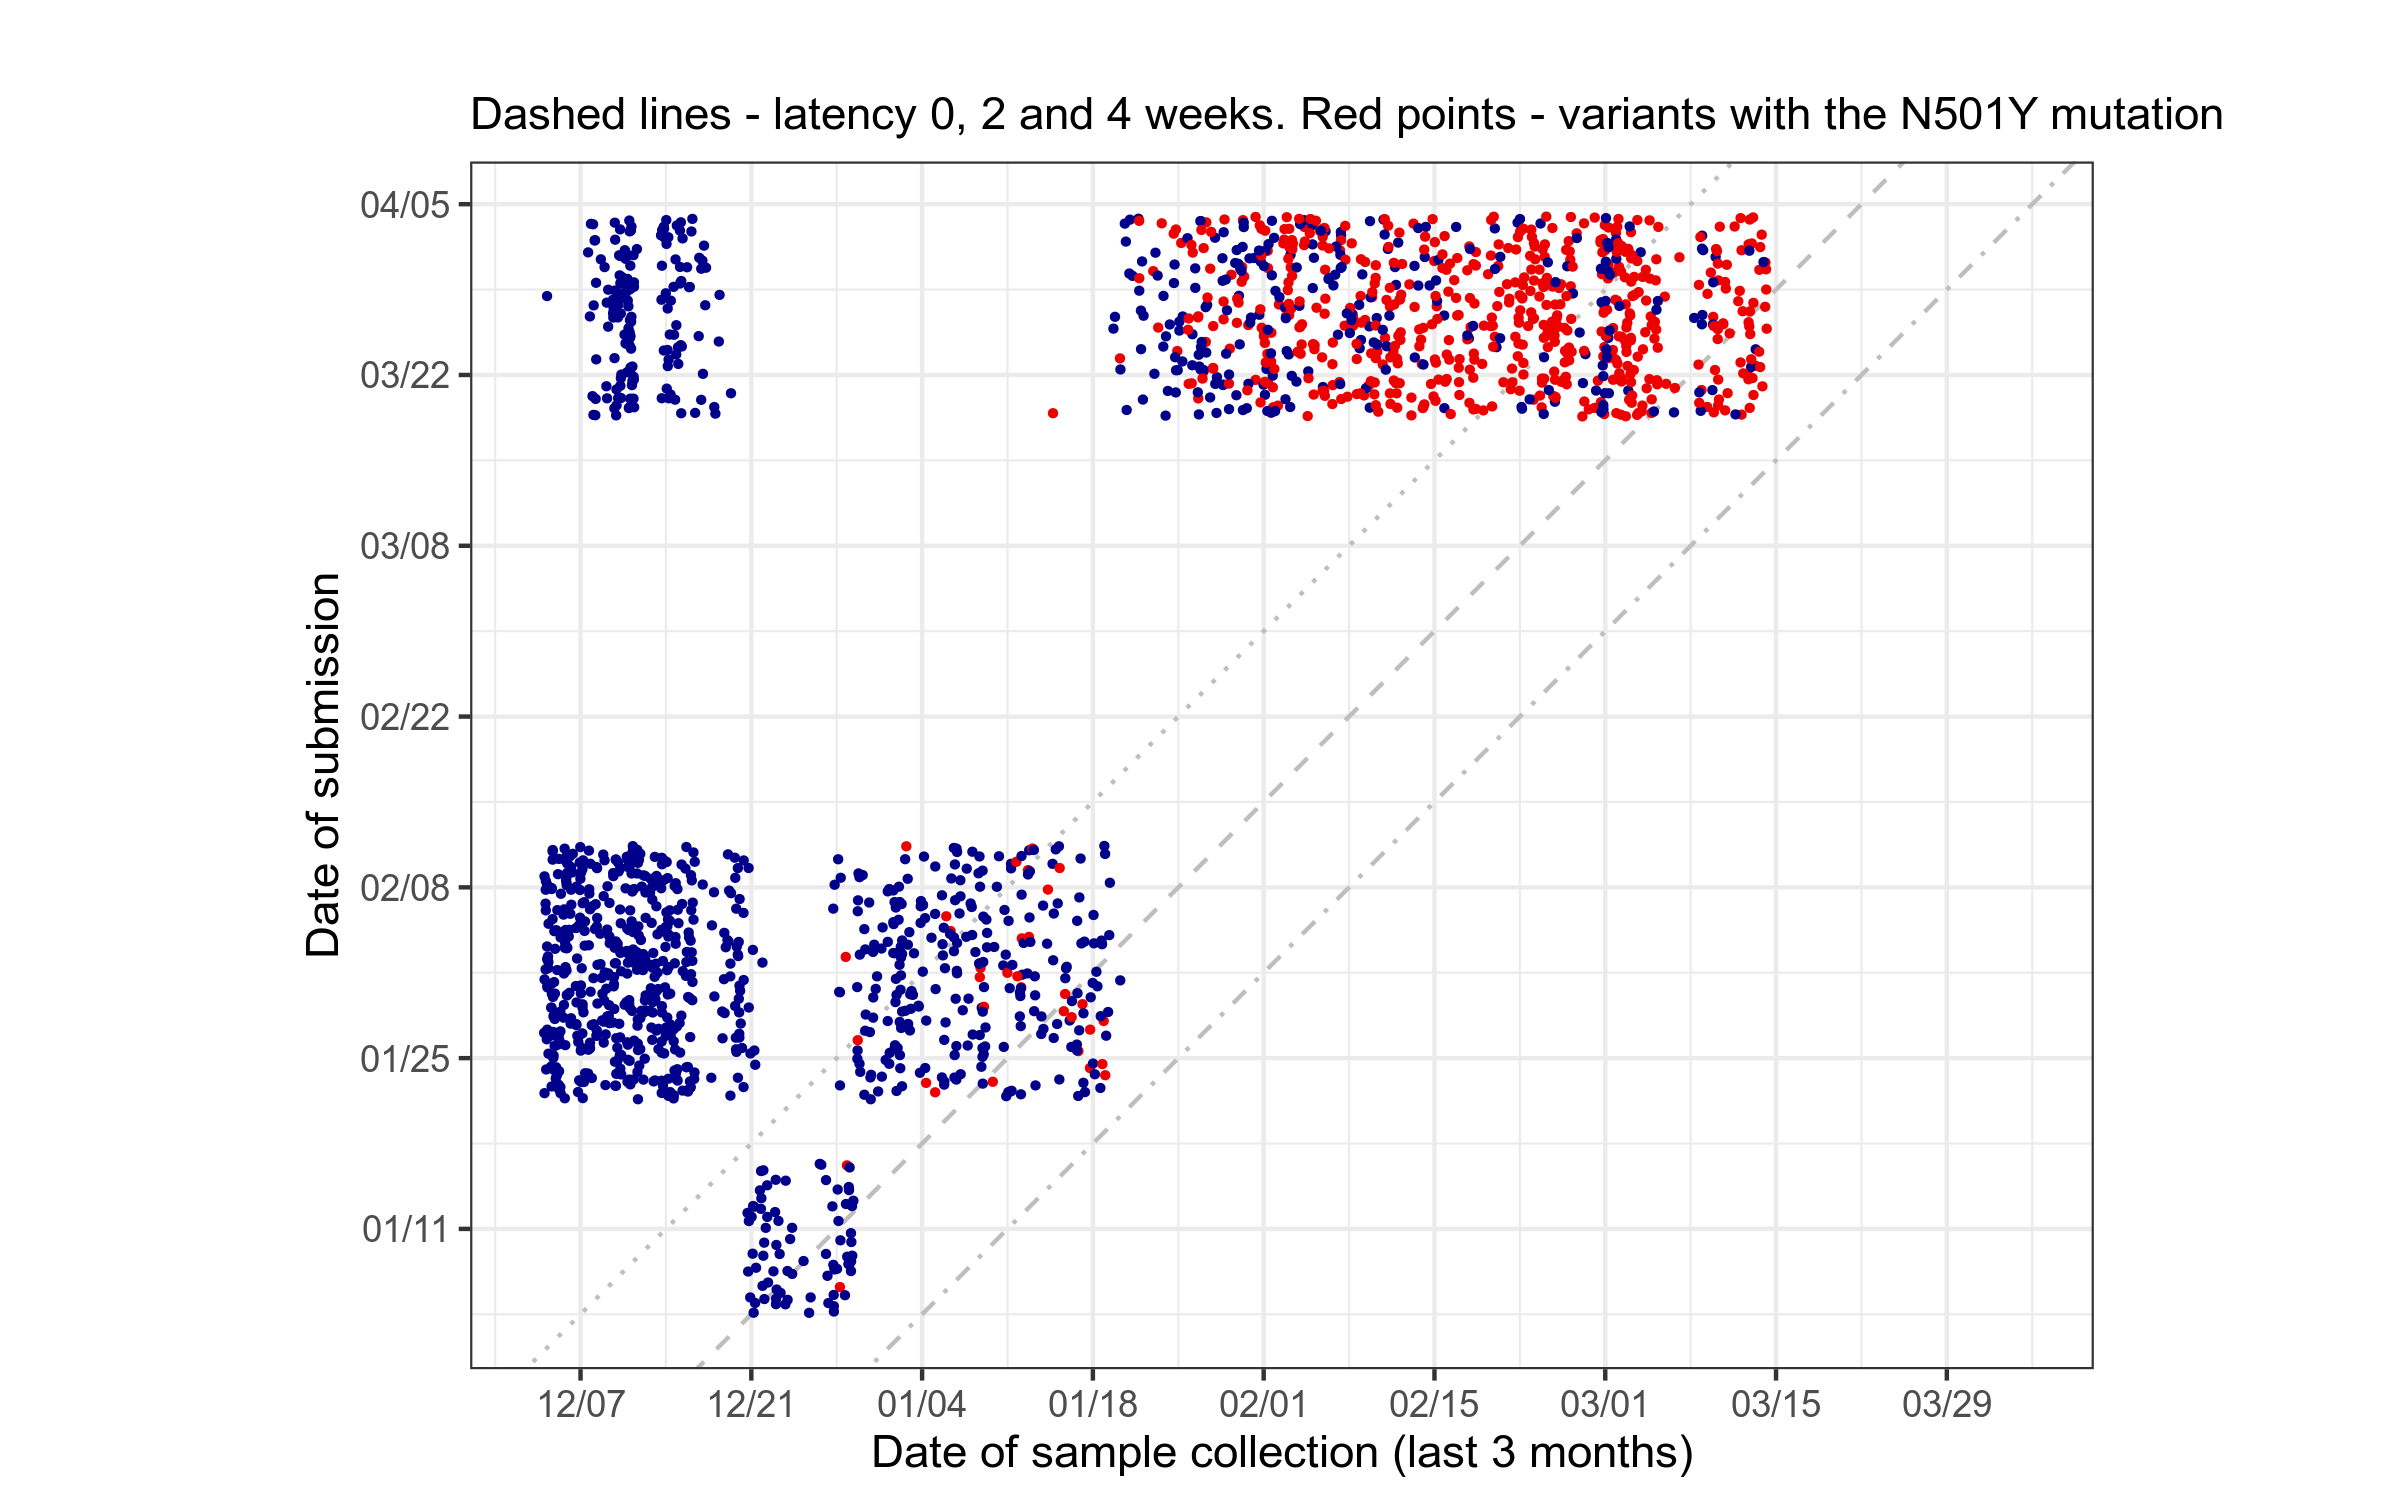 Dashed lines - latency 0, 2 and 4 weeks. Red points - variants with the N501Y mutation
04/05
03/22
03/08
02/22
02/08
01/25
01/11
Date of submission
12/07 12/21 01/04 01/18 02/01 02/15 03/01 03/15 03/29
Date of sample collection (last 3 months)